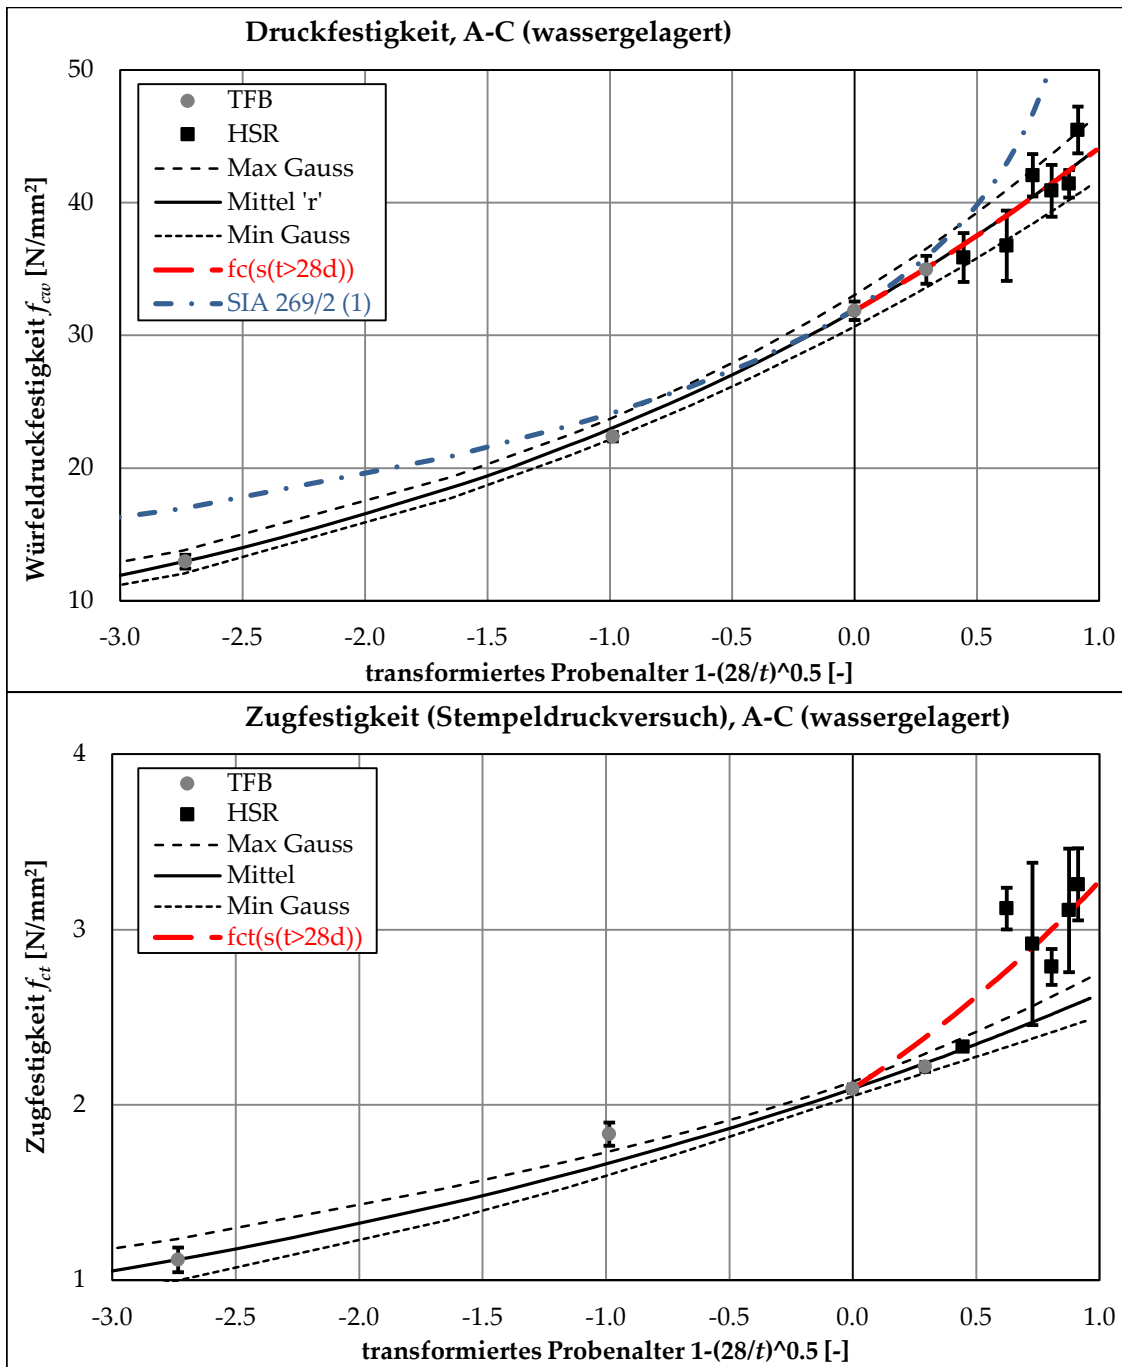 Druckfestigkeit, A-C (wassergelagert)
Würfeldruckfestigkeit f_cw [N/mm²]
50
40
30
20
10
TFB
HSR
Max Gauss
Mittel 'r'
Min Gauss
fc(s(t>28d))
SIA 269/2 (1)
-3.0 -2.5 -2.0 -1.5 -1.0 -0.5 0.0 0.5 1.0
transformiertes Probenalter 1-(28/t)^0.5 [-]
Zugfestigkeit (Stempeldruckversuch), A-C (wassergelagert)
Zugfestigkeit f_ct [N/mm²]
4
3
2
1
TFB
HSR
Max Gauss
Mittel
Min Gauss
fct(s(t>28d))
-3.0 -2.5 -2.0 -1.5 -1.0 -0.5 0.0 0.5 1.0
transformiertes Probenalter 1-(28/t)^0.5 [-]